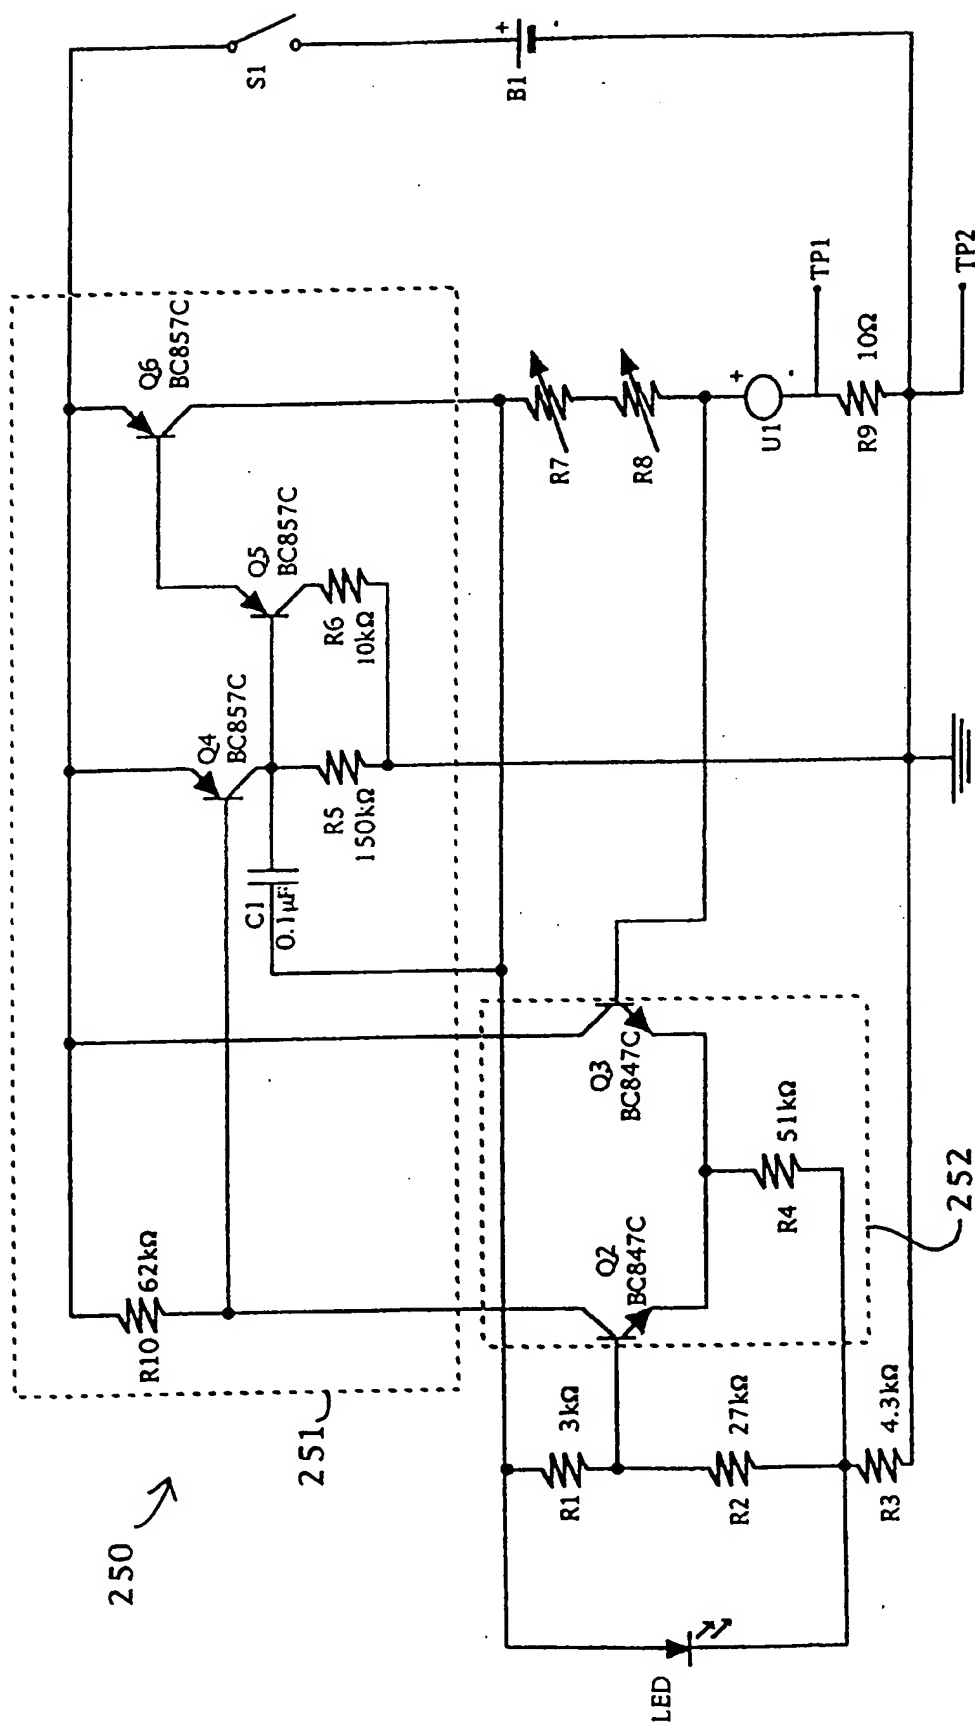 250
251
252
R10
62kΩ
Q4
BC857C
Q5
BC857C
Q6
BC857C
S1
+
B1
C1
0.1µF
R5
150kΩ
R6
10kΩ
R7
R8
+
-
U1
TP1
R9
10Ω
TP2
Q3
BC847C
Q2
BC847C
R4
51kΩ
R1
3kΩ
R2
27kΩ
R3
4.3kΩ
LED